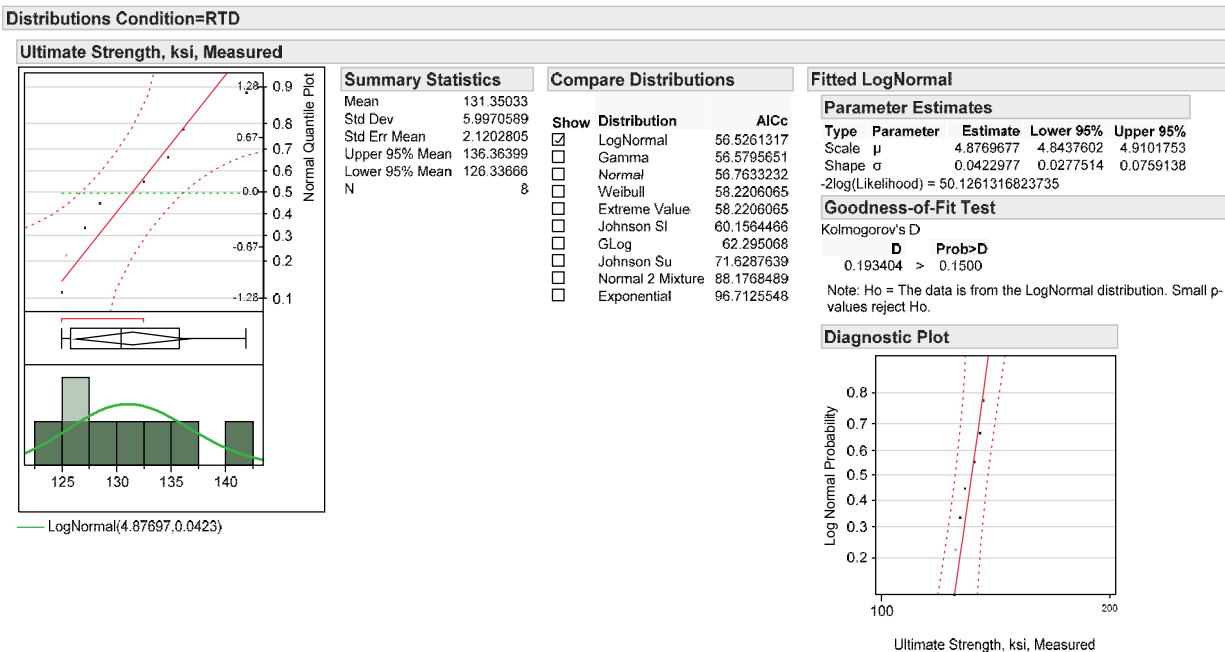 Distributions Condition=RTD
Ultimate Strength, ksi, Measured
1.28
0.67
0.0
-0.67
-1.28
0.9
0.8
0.7
0.6
0.5
0.4
0.3
0.2
0.1
Normal Quantile Plot
125 130 135 140
LogNormal(4.87697,0.0423)
Summary Statistics
Mean 131.35033
Std Dev 5.9970589
Std Err Mean 2.1202805
Upper 95% Mean 136.36399
Lower 95% Mean 126.33666
N 8
Compare Distributions
Show Distribution AICc
LogNormal 56.5261317
Gamma 56.5795651
Normal 56.7633232
Weibull 58.2206065
Extreme Value 58.2206065
Johnson Sl 60.1564466
GLog 62.295068
Johnson Su 71.6287639
Normal 2 Mixture 88.1768489
Exponential 96.7125548
Fitted LogNormal
Parameter Estimates
Type Parameter Estimate Lower 95% Upper 95%
Scale μ 4.8769677 4.8437602 4.9101753
Shape σ 0.0422977 0.0277514 0.0759138
-2log(Likelihood) = 50.1261316823735
Goodness-of-Fit Test
Kolmogorov's D
D Prob>D
0.193404 > 0.1500
Note: Ho = The data is from the LogNormal distribution. Small p-
values reject Ho.
Diagnostic Plot
0.8
0.7
0.6
0.5
0.4
0.3
0.2
Log Normal Probability
100 200
Ultimate Strength, ksi, Measured